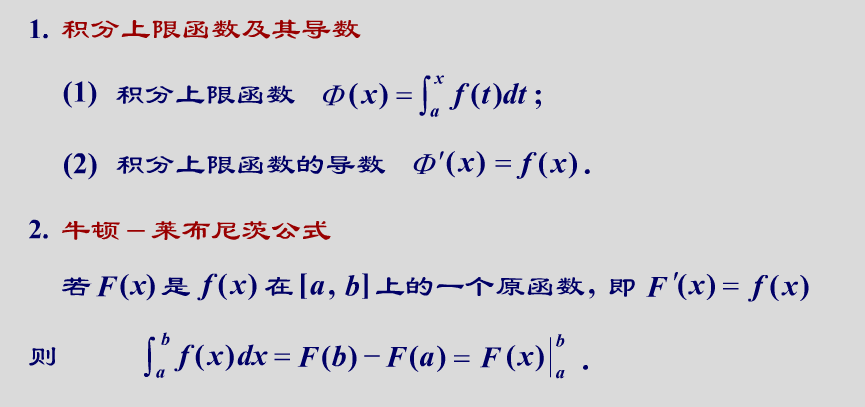 1. 积分上限函数及其导数
(1) 积分上限函数 Φ(x) = ∫ₐˣ f(t)dt ;
(2) 积分上限函数的导数 Φ′(x) = f(x) .
2. 牛顿 – 莱布尼茨公式
若 F(x) 是 f(x) 在 [a, b] 上的一个原函数, 即 F′(x) = f(x)
则 ∫_a^b f(x)dx = F(b) − F(a) = F(x)|_a^b .